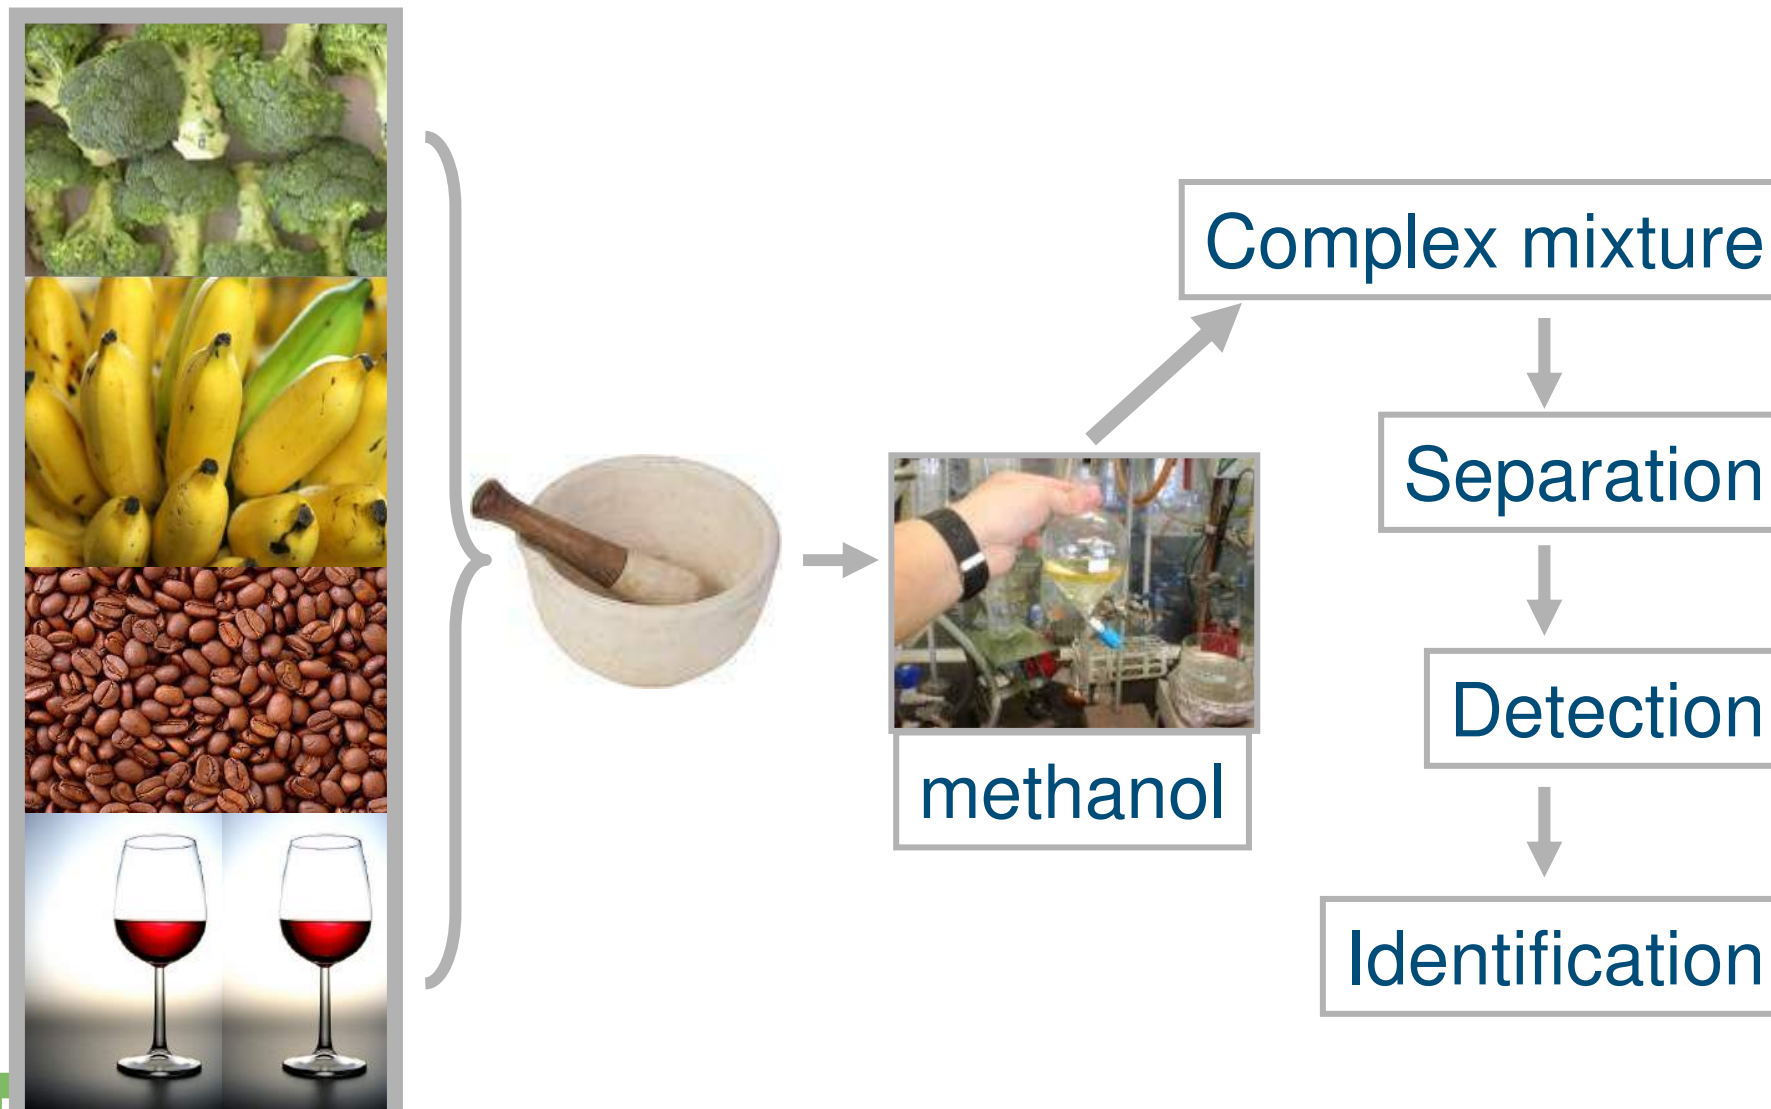 Complex mixture
Separation
Detection
methanol
Identification